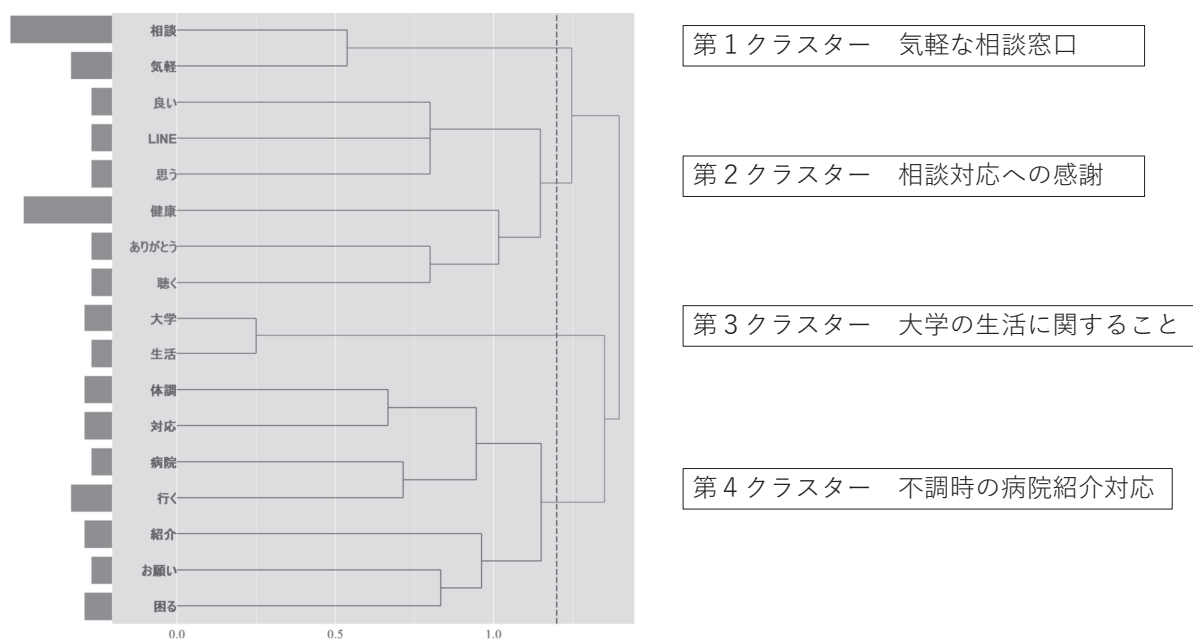 相談
気軽
良い
LINE
思う
健康
ありがとう
聴く
大学
生活
体調
対応
病院
行く
紹介
お願い
困る
0.0 0.5 1.0
第1クラスター　気軽な相談窓口
第2クラスター　相談対応への感謝
第3クラスター　大学の生活に関すること
第4クラスター　不調時の病院紹介対応